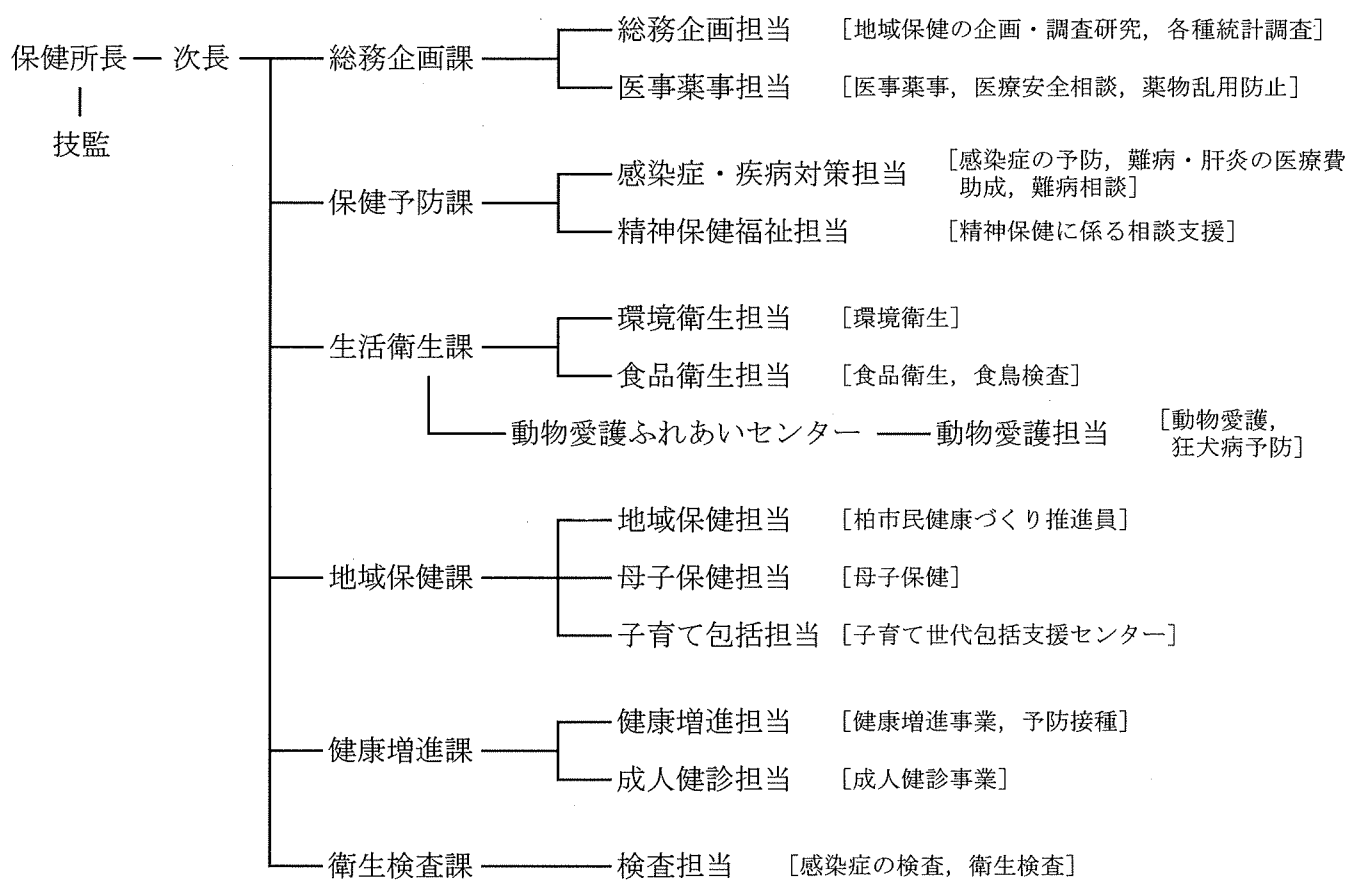 保健所長 次長 総務企画課 総務企画担当 [地域保健の企画・調査研究，各種統計調査]
医事薬事担当 [医事薬事，医療安全相談，薬物乱用防止]
技監
保健予防課 感染症・疾病対策担当 [感染症の予防，難病・肝炎の医療費
助成，難病相談]
精神保健福祉担当 [精神保健に係る相談支援]
生活衛生課 環境衛生担当 [環境衛生]
食品衛生担当 [食品衛生，食鳥検査]
動物愛護ふれあいセンター 動物愛護担当 [動物愛護，
狂犬病予防]
地域保健課 地域保健担当 [柏市民健康づくり推進員]
母子保健担当 [母子保健]
子育て包括担当 [子育て世代包括支援センター]
健康増進課 健康増進担当 [健康増進事業，予防接種]
成人健診担当 [成人健診事業]
衛生検査課 検査担当 [感染症の検査，衛生検査]